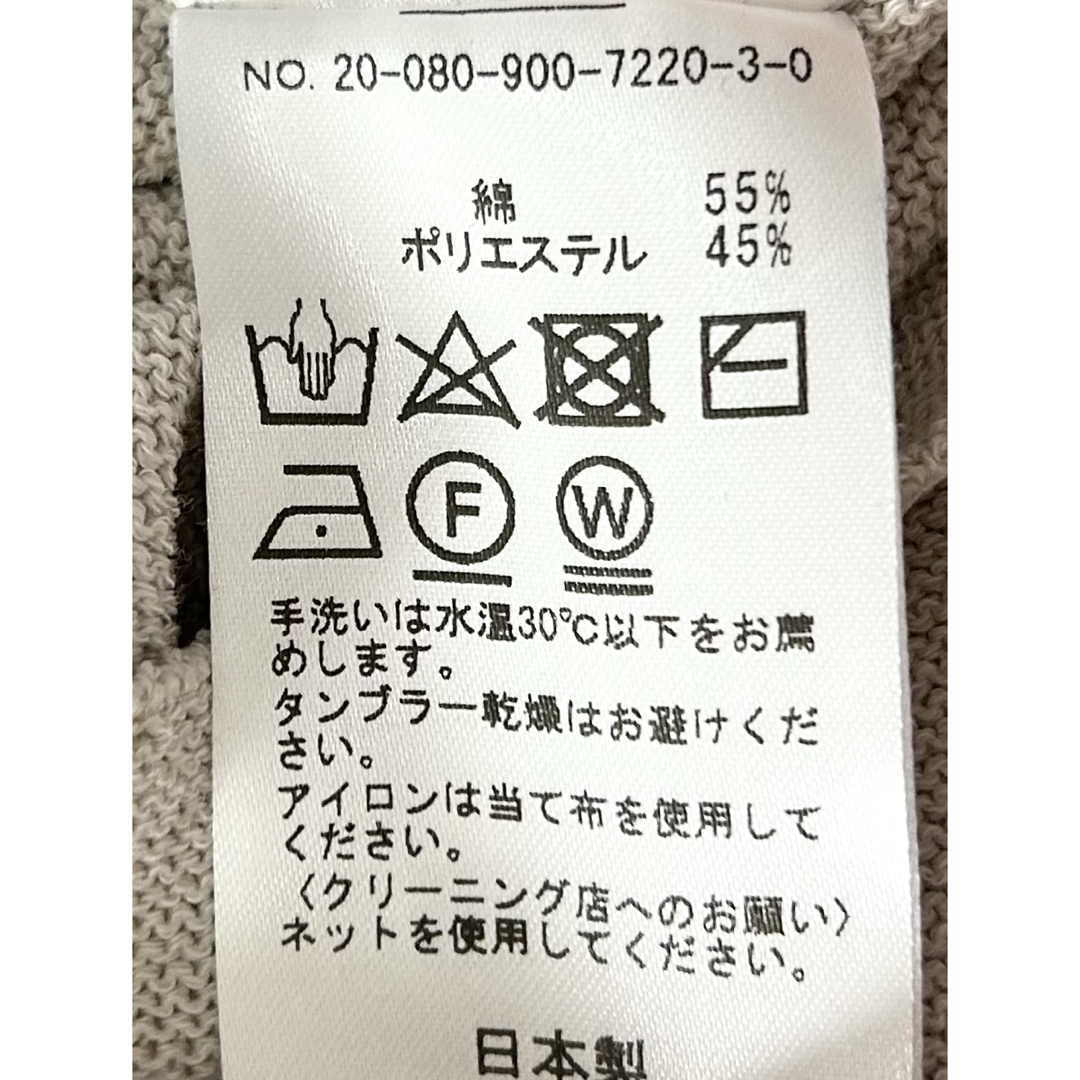 NO. 20-080-900-7220-3-0
綿 55%
ポリエステル 45%
F W
手洗いは水温30℃以下をお薦
めします。
タンブラー乾燥はお避けくだ
さい。
アイロンは当て布を使用して
ください。
〈クリーニング店へのお願い〉
ネットを使用してください。
日本製